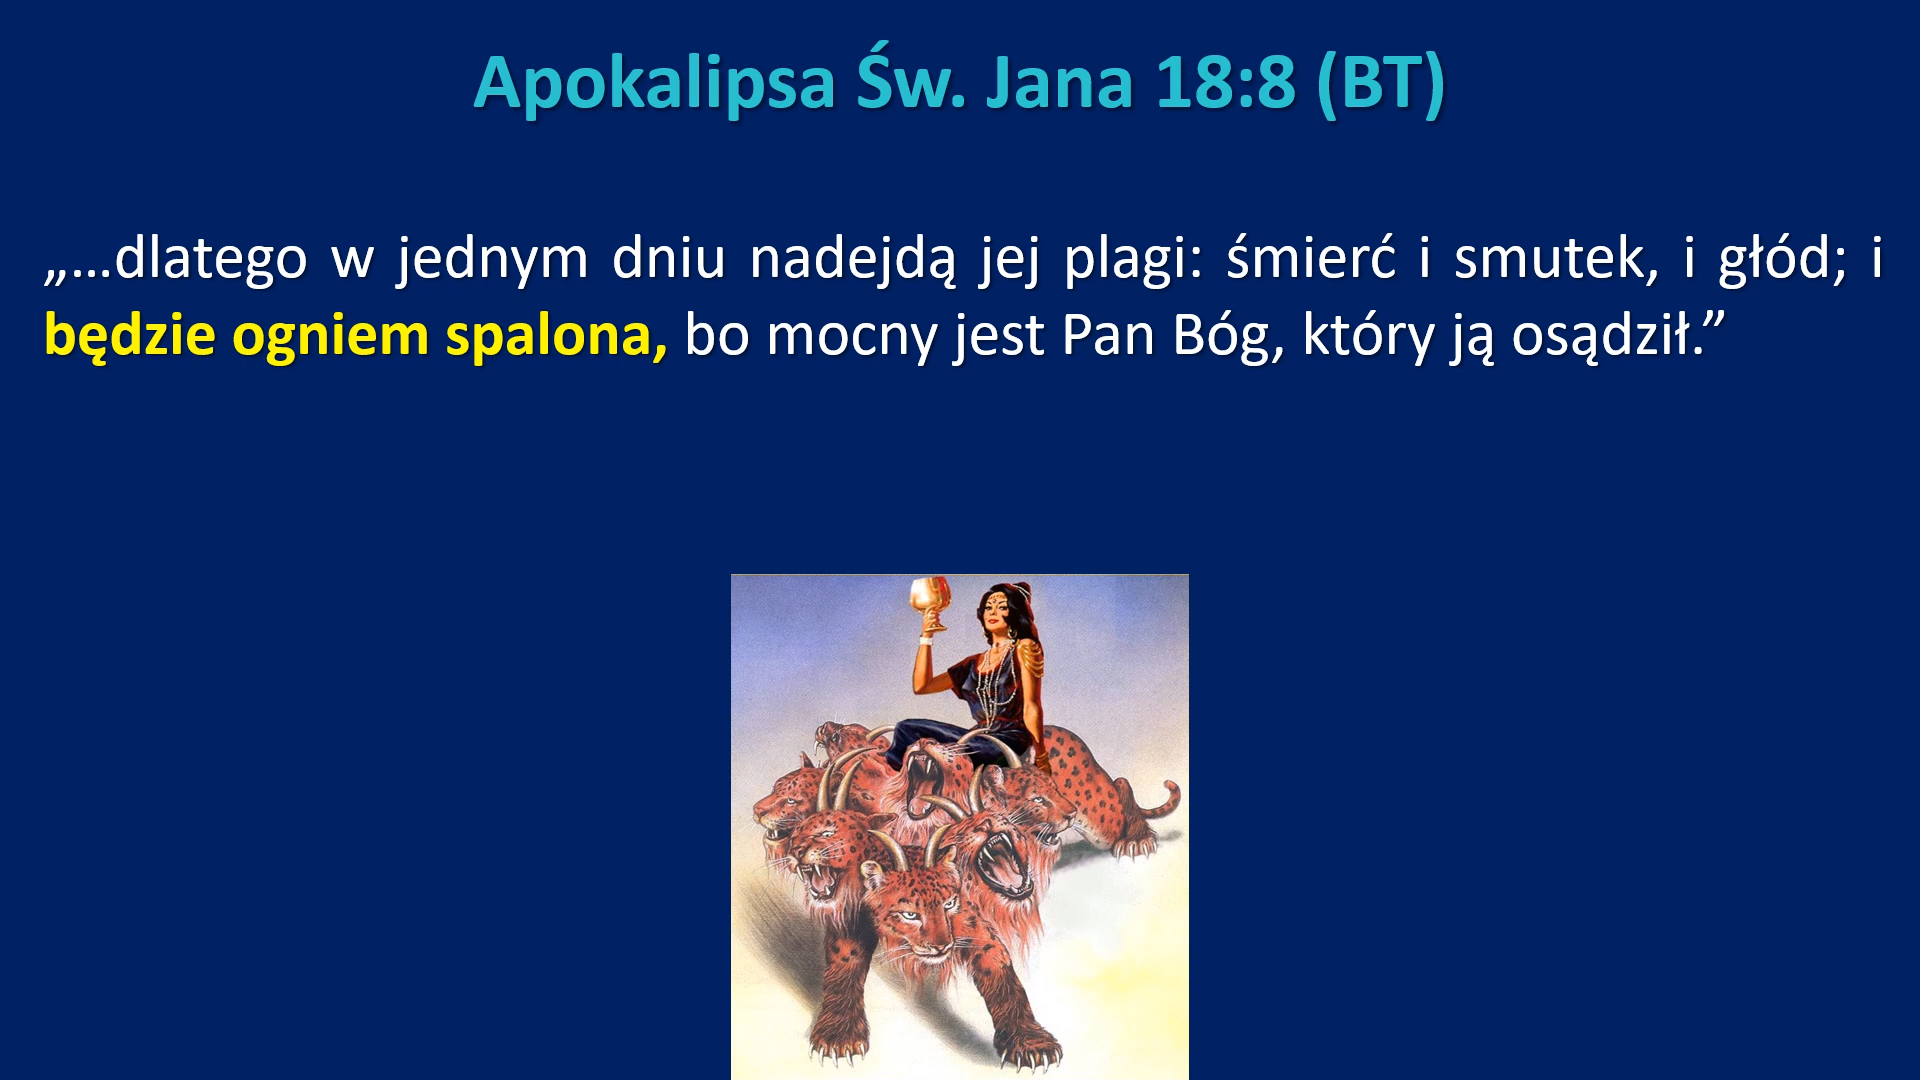 Apokalipsa Św. Jana 18:8 (BT)
„…dlatego w jednym dniu nadejdą jej plagi: śmierć i smutek, i głód; i
będzie ogniem spalona, bo mocny jest Pan Bóg, który ją osądził.”